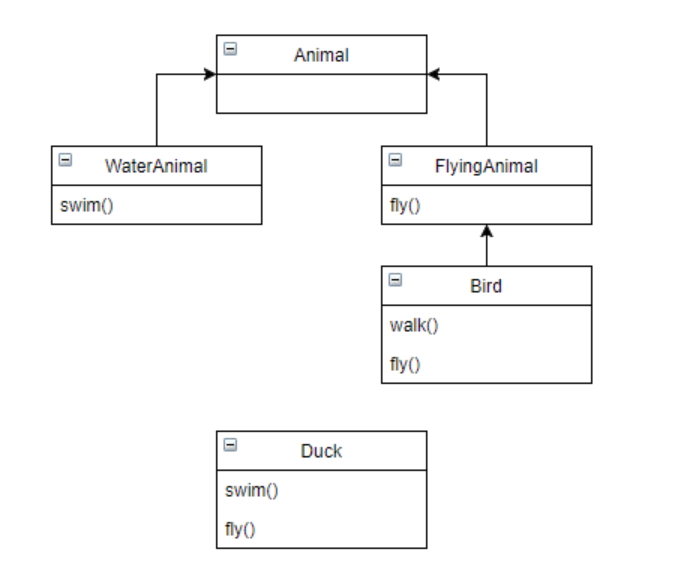 Animal
WaterAnimal
swim()
FlyingAnimal
fly()
Bird
walk()
fly()
Duck
swim()
fly()